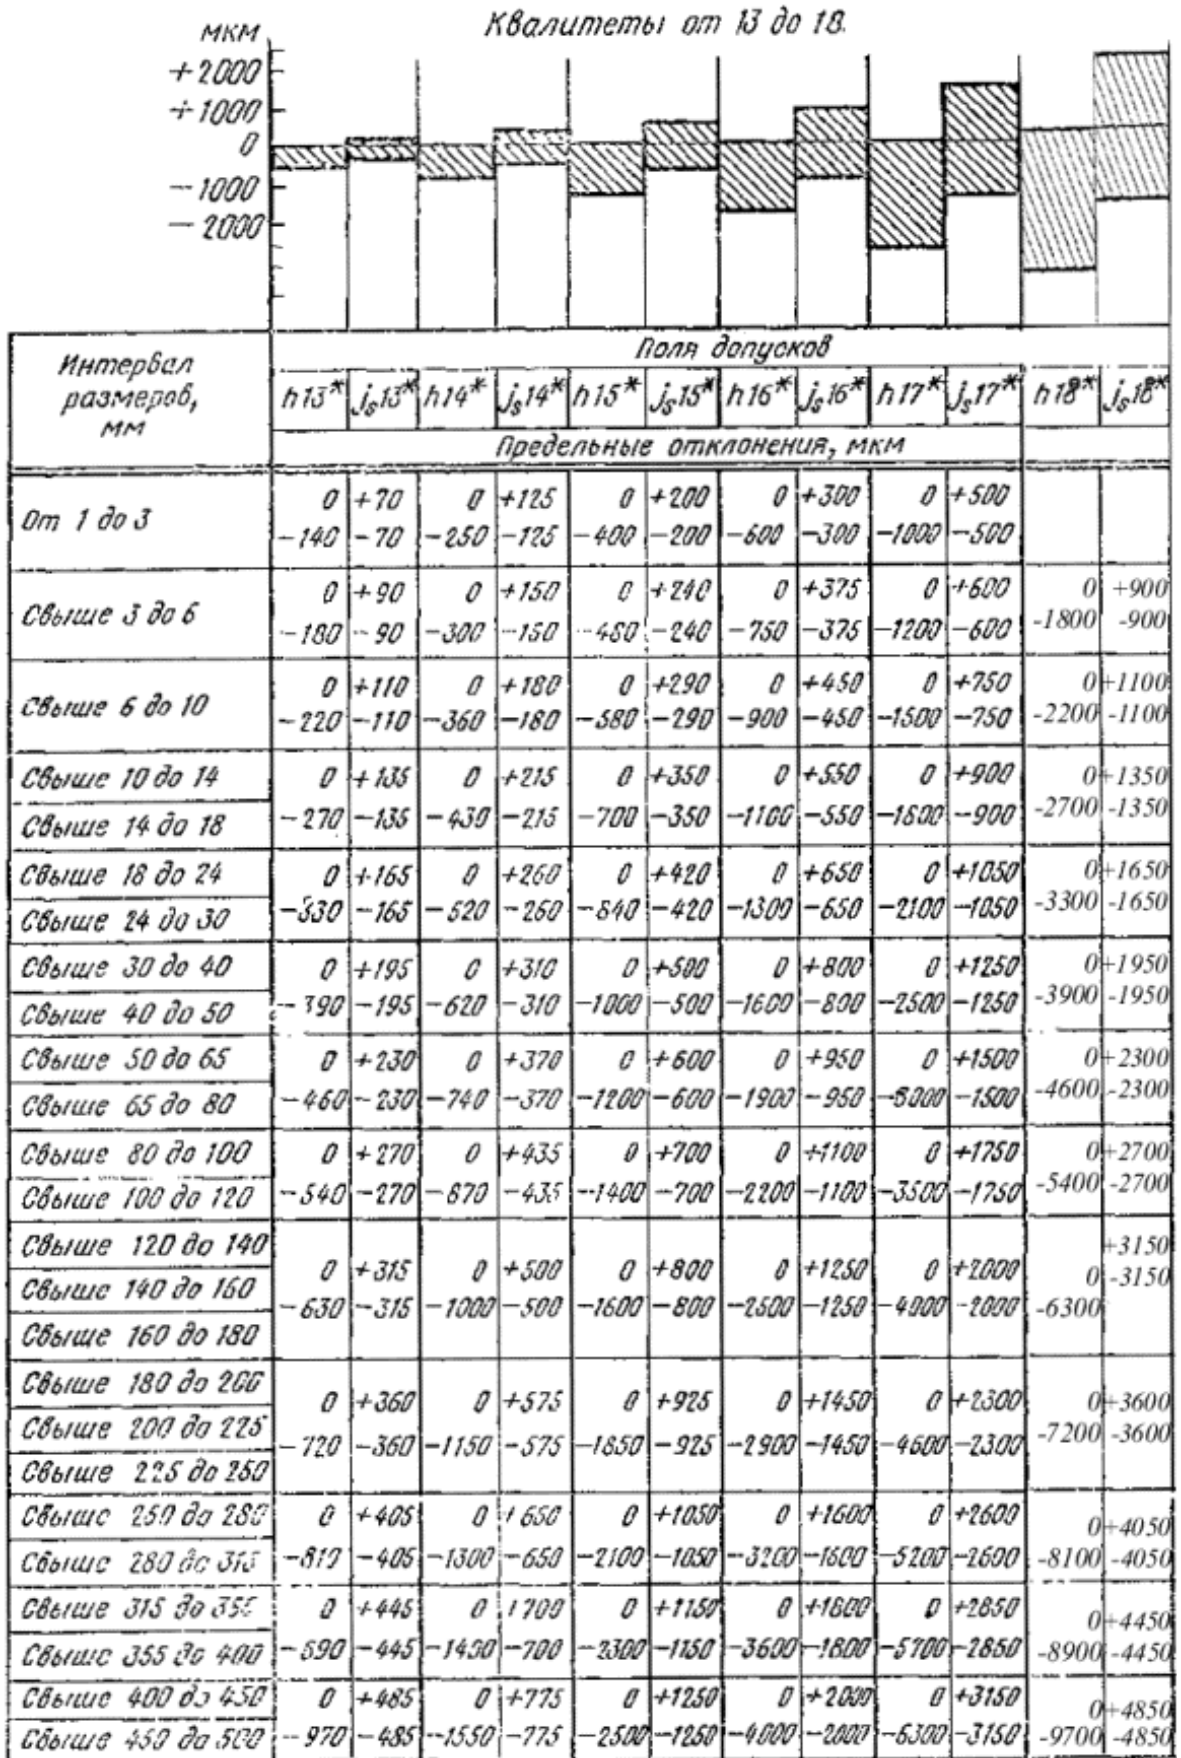 Квалитеты от 13 до 18.
мкм
+2000
+1000
0
-1000
-2000
Интервал размеров, мм
Поля допусков
h13* js13* h14* js14* h15* js15* h16* js16* h17* js17* h18* js18*
Предельные отклонения, мкм
От 1 до 3
0 +70 0 +125 0 +200 0 +300 0 +500
-140 -70 -250 -125 -400 -200 -600 -300 -1000 -500
Свыше 3 до 6
0 +90 0 +150 0 +240 0 +375 0 +600 0 +900
-180 -90 -300 -150 -480 -240 -750 -375 -1200 -600 -1800 -900
Свыше 6 до 10
0 +110 0 +180 0 +290 0 +450 0 +750 0 +1100
-220 -110 -360 -180 -580 -290 -900 -450 -1500 -750 -2200 -1100
Свыше 10 до 14
0 +135 0 +215 0 +350 0 +550 0 +900 0 +1350
Свыше 14 до 18
-270 -135 -430 -215 -700 -350 -1100 -550 -1800 -900 -2700 -1350
Свыше 18 до 24
0 +165 0 +260 0 +420 0 +650 0 +1050 0 +1650
Свыше 24 до 30
-330 -165 -520 -260 -840 -420 -1300 -650 -2100 -1050 -3300 -1650
Свыше 30 до 40
0 +195 0 +310 0 +500 0 +800 0 +1250 0 +1950
Свыше 40 до 50
-390 -195 -620 -310 -1000 -500 -1600 -800 -2500 -1250 -3900 -1950
Свыше 50 до 65
0 +230 0 +370 0 +600 0 +950 0 +1500 0 +2300
Свыше 65 до 80
-460 -230 -740 -370 -1200 -600 -1900 -950 -3000 -1500 -4600 -2300
Свыше 80 до 100
0 +270 0 +435 0 +700 0 +1100 0 +1750 0 +2700
Свыше 100 до 120
-540 -270 -870 -435 -1400 -700 -2200 -1100 -3500 -1750 -5400 -2700
Свыше 120 до 140
Свыше 140 до 160
0 +315 0 +500 0 +800 0 +1250 0 +2000 0 +3150
-630 -315 -1000 -500 -1600 -800 -2500 -1250 -4000 -2000 -6300 -3150
Свыше 160 до 180
Свыше 180 до 200
0 +360 0 +575 0 +925 0 +1450 0 +2300 0 +3600
Свыше 200 до 225
-720 -360 -1150 -575 -1850 -925 -2900 -1450 -4600 -2300 -7200 -3600
Свыше 225 до 250
Свыше 250 до 280
0 +405 0 +650 0 +1050 0 +1600 0 +2600 0 +4050
Свыше 280 до 315
-810 -405 -1300 -650 -2100 -1050 -3200 -1600 -5200 -2600 -8100 -4050
Свыше 315 до 355
0 +445 0 +700 0 +1150 0 +1800 0 +2850 0 +4450
Свыше 355 до 400
-890 -445 -1400 -700 -2300 -1150 -3600 -1800 -5700 -2850 -8900 -4450
Свыше 400 до 450
0 +485 0 +775 0 +1250 0 +2000 0 +3150 0 +4850
Свыше 450 до 500
-970 -485 -1550 -775 -2500 -1250 -4000 -2000 -6300 -3150 -9700 -4850